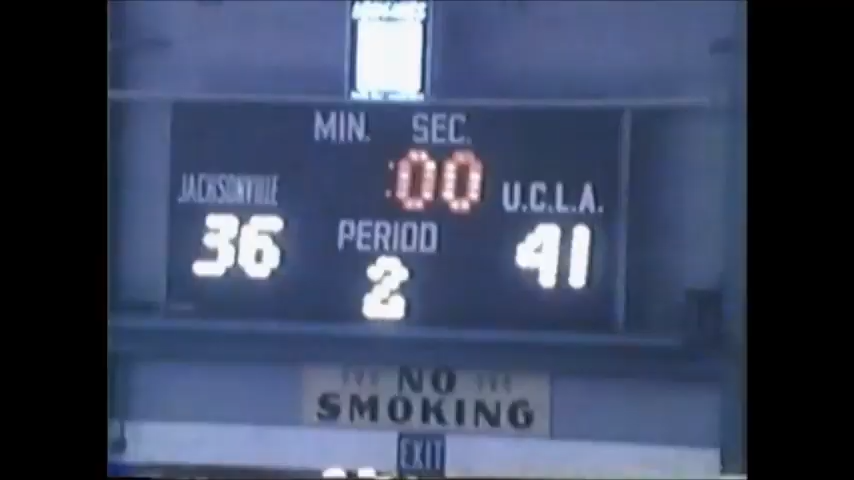 MIN. SEC.
:00
JACKSONVILLE U.C.L.A.
36 PERIOD 41
2
NO
SMOKING
EXIT